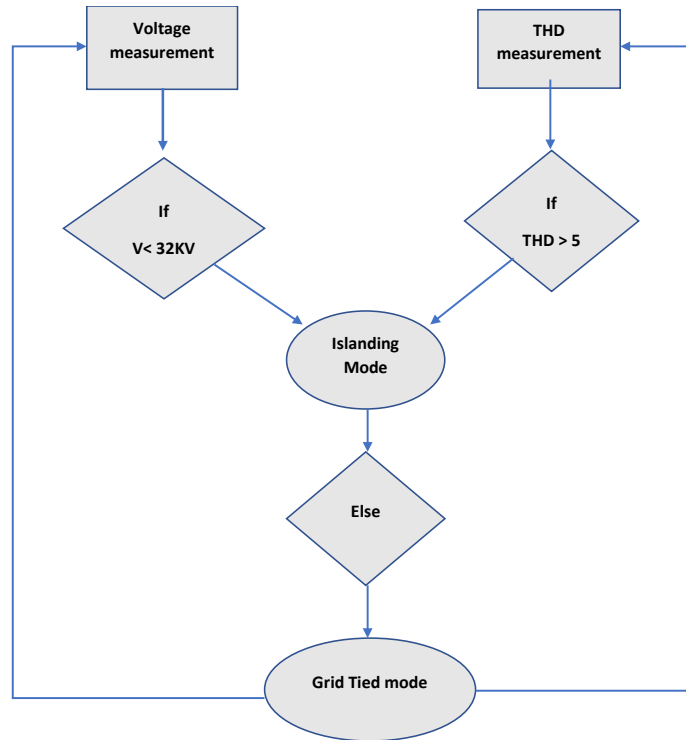 Voltage
measurement
THD
measurement
If
V< 32KV
If
THD > 5
Islanding
Mode
Else
Grid Tied mode